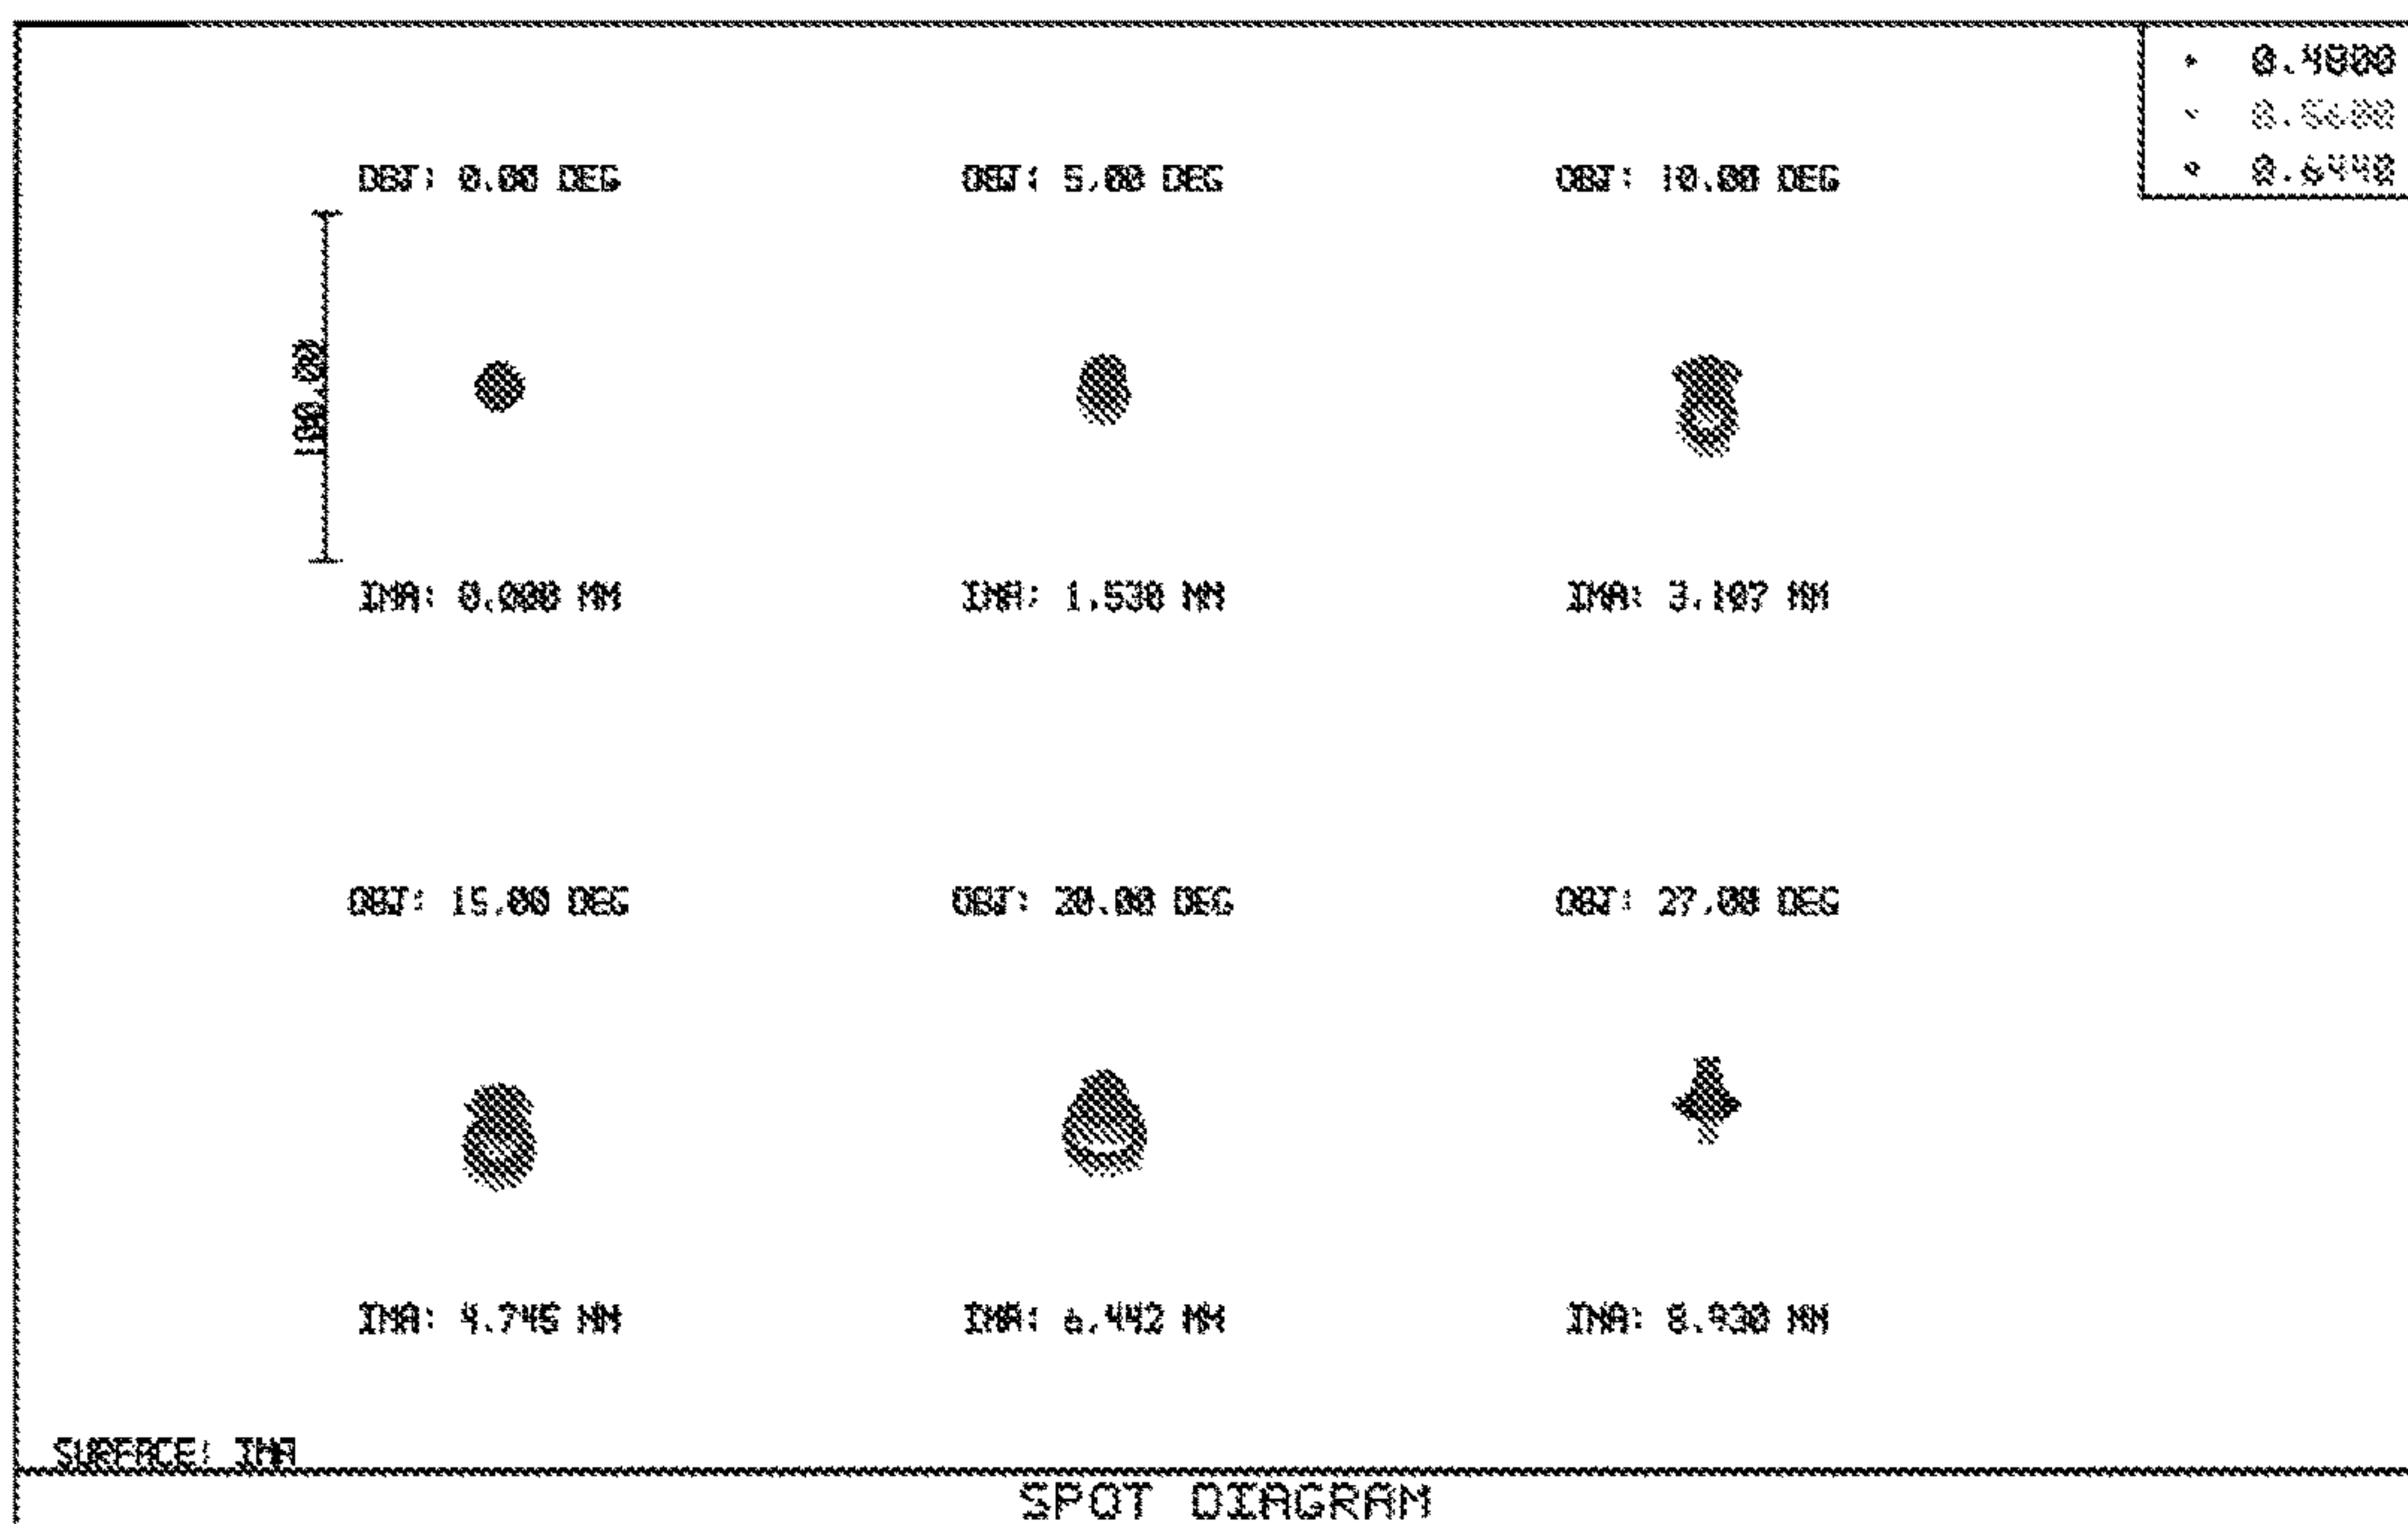 0.4800
0.5600
0.6440
OBJ: 0.00 DEG
OBJ: 5.00 DEG
OBJ: 10.00 DEG
100.00
IMA: 0.000 MM
IMA: 1.530 MM
IMA: 3.107 MM
OBJ: 15.00 DEG
OBJ: 20.00 DEG
OBJ: 27.00 DEG
IMA: 4.745 MM
IMA: 6.442 MM
IMA: 8.930 MM
SURFACE: IMA
SPOT DIAGRAM